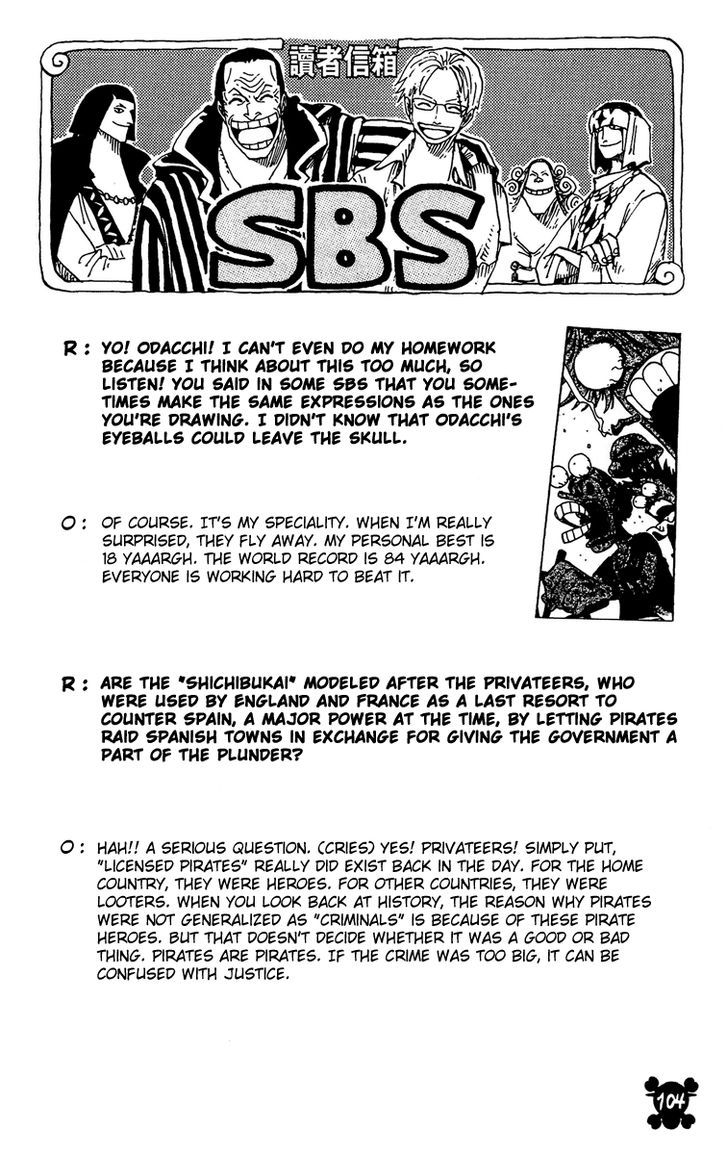 讀者信箱
SBS
R: YO! ODACCHI! I CAN'T EVEN DO MY HOMEWORK
BECAUSE I THINK ABOUT THIS TOO MUCH, SO
LISTEN! YOU SAID IN SOME SBS THAT YOU SOME-
TIMES MAKE THE SAME EXPRESSIONS AS THE ONES
YOU'RE DRAWING. I DIDN'T KNOW THAT ODACCHI'S
EYEBALLS COULD LEAVE THE SKULL.
O: OF COURSE. IT'S MY SPECIALITY. WHEN I'M REALLY
SURPRISED, THEY FLY AWAY. MY PERSONAL BEST IS
18 YAAARGH. THE WORLD RECORD IS 84 YAAARGH.
EVERYONE IS WORKING HARD TO BEAT IT.
R: ARE THE "SHICHIBUKAI" MODELED AFTER THE PRIVATEERS, WHO
WERE USED BY ENGLAND AND FRANCE AS A LAST RESORT TO
COUNTER SPAIN, A MAJOR POWER AT THE TIME, BY LETTING PIRATES
RAID SPANISH TOWNS IN EXCHANGE FOR GIVING THE GOVERNMENT A
PART OF THE PLUNDER?
O: HAH!! A SERIOUS QUESTION. (CRIES) YES! PRIVATEERS! SIMPLY PUT,
"LICENSED PIRATES" REALLY DID EXIST BACK IN THE DAY. FOR THE HOME
COUNTRY, THEY WERE HEROES. FOR OTHER COUNTRIES, THEY WERE
LOOTERS. WHEN YOU LOOK BACK AT HISTORY, THE REASON WHY PIRATES
WERE NOT GENERALIZED AS "CRIMINALS" IS BECAUSE OF THESE PIRATE
HEROES. BUT THAT DOESN'T DECIDE WHETHER IT WAS A GOOD OR BAD
THING. PIRATES ARE PIRATES. IF THE CRIME WAS TOO BIG, IT CAN BE
CONFUSED WITH JUSTICE.
104